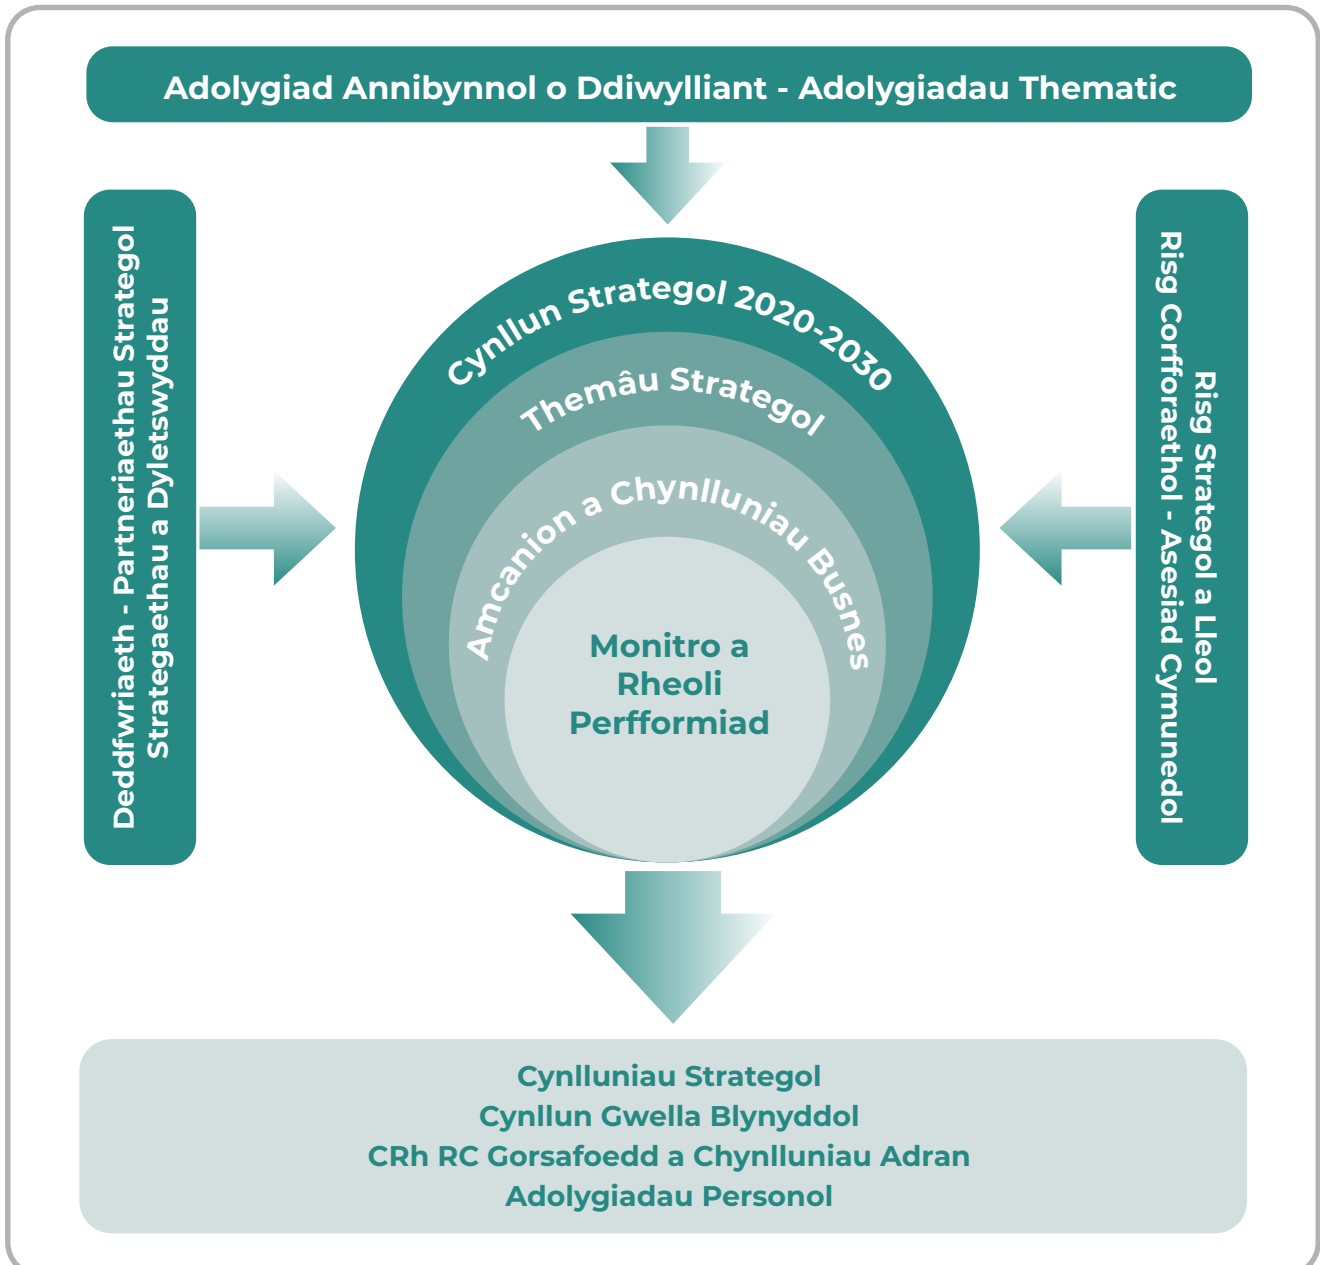 Adolygiad Annibynnol o Ddiwylliant - Adolygiadau Thematic
Deddfwriaeth - Partneriaethau Strategol
Strategaethau a Dyletswyddau
Cynllun Strategol 2020-2030
Themâu Strategol
Amcanion a Chynlluniau Busnes
Monitro a
Rheoli
Perfformiad
Risg Strategol a Lleol
Risg Corfforaethol - Asesiad Cymunedol
Cynlluniau Strategol
Cynllun Gwella Blynyddol
CRh RC Gorsafoedd a Chynlluniau Adran
Adolygiadau Personol